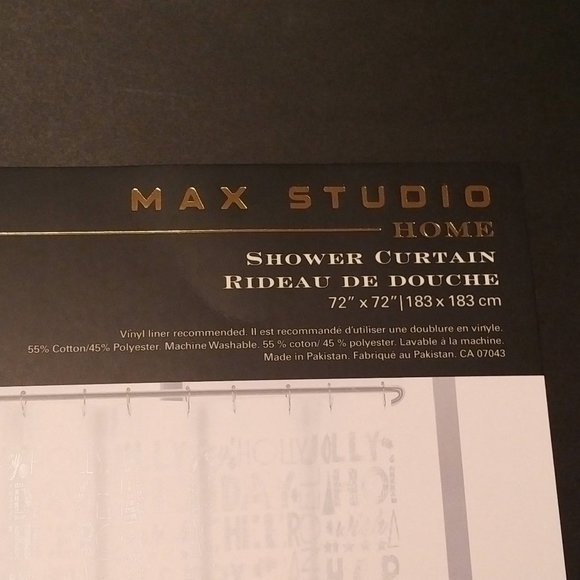 MAX STUDIO
HOME
SHOWER CURTAIN
RIDEAU DE DOUCHE
72” x 72”|183 x 183 cm
Vinyl liner recommended. Il est recommandé d'utiliser une doublure en vinyle.
55% Cotton/45% Polyester. Machine Washable. 55 % coton/ 45 % polyester. Lavable à la machine.
Made in Pakistan. Fabriqué au Pakistan. CA 07043
HOLLY JOLLY